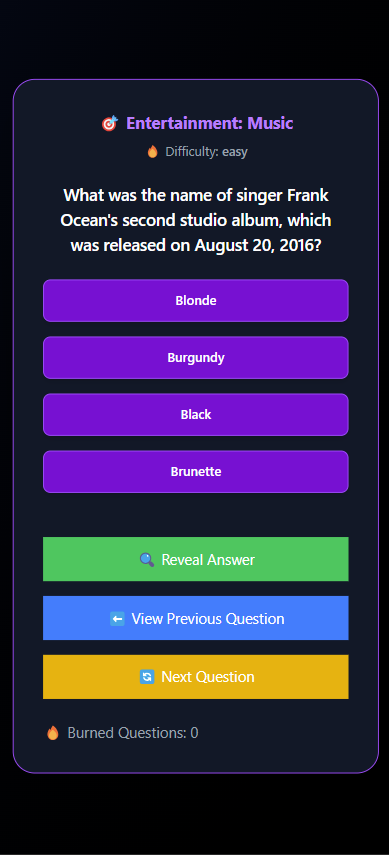 🎯 Entertainment: Music
🔥 Difficulty: easy
What was the name of singer Frank
Ocean's second studio album, which
was released on August 20, 2016?
Blonde
Burgundy
Black
Brunette
🔍 Reveal Answer
⬅️ View Previous Question
🔄 Next Question
🔥 Burned Questions: 0